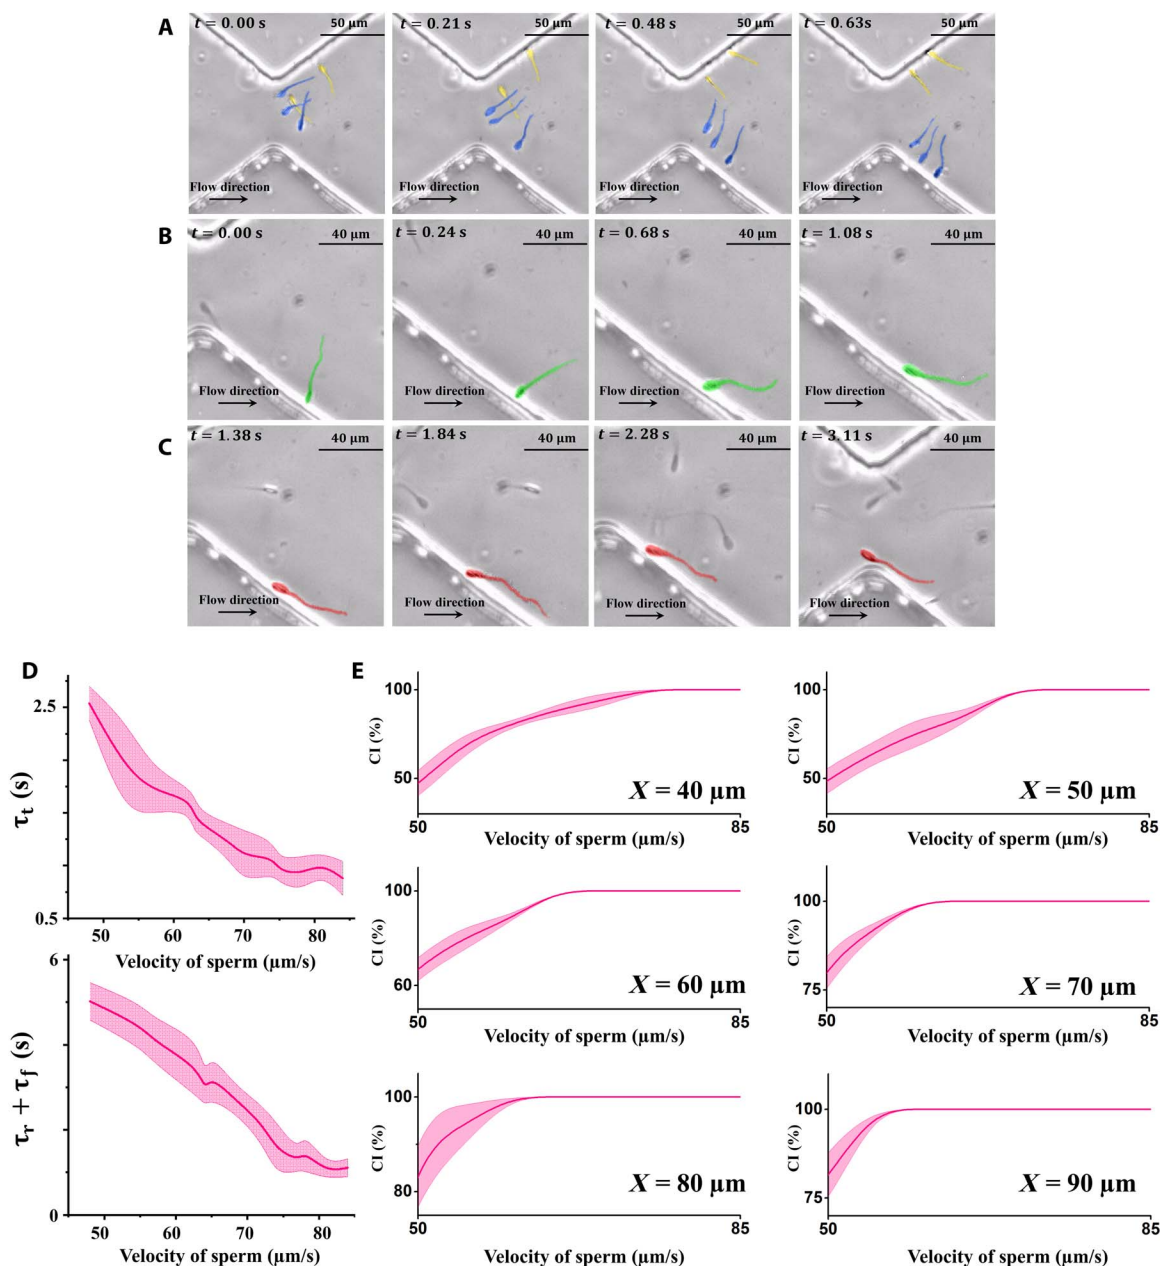 A
t = 0.00 s
50 µm
t = 0.21 s
50 µm
t = 0.48 s
50 µm
t = 0.63 s
50 µm
Flow direction
Flow direction
Flow direction
Flow direction
B
t = 0.00 s
40 µm
t = 0.24 s
40 µm
t = 0.68 s
40 µm
t = 1.08 s
40 µm
Flow direction
Flow direction
Flow direction
Flow direction
C
t = 1.38 s
40 µm
t = 1.84 s
40 µm
t = 2.28 s
40 µm
t = 3.11 s
40 µm
Flow direction
Flow direction
Flow direction
Flow direction
D
2.5
τt (s)
0.5
50
60
70
80
Velocity of sperm (µm/s)
6
τr + τf (s)
0
50
60
70
80
Velocity of sperm (µm/s)
E
100
CI (%)
50
X = 40 µm
50
85
Velocity of sperm (µm/s)
100
CI (%)
50
X = 50 µm
50
85
Velocity of sperm (µm/s)
100
CI (%)
60
X = 60 µm
50
85
Velocity of sperm (µm/s)
100
CI (%)
75
X = 70 µm
50
85
Velocity of sperm (µm/s)
100
CI (%)
80
X = 80 µm
50
85
Velocity of sperm (µm/s)
100
CI (%)
75
X = 90 µm
50
85
Velocity of sperm (µm/s)